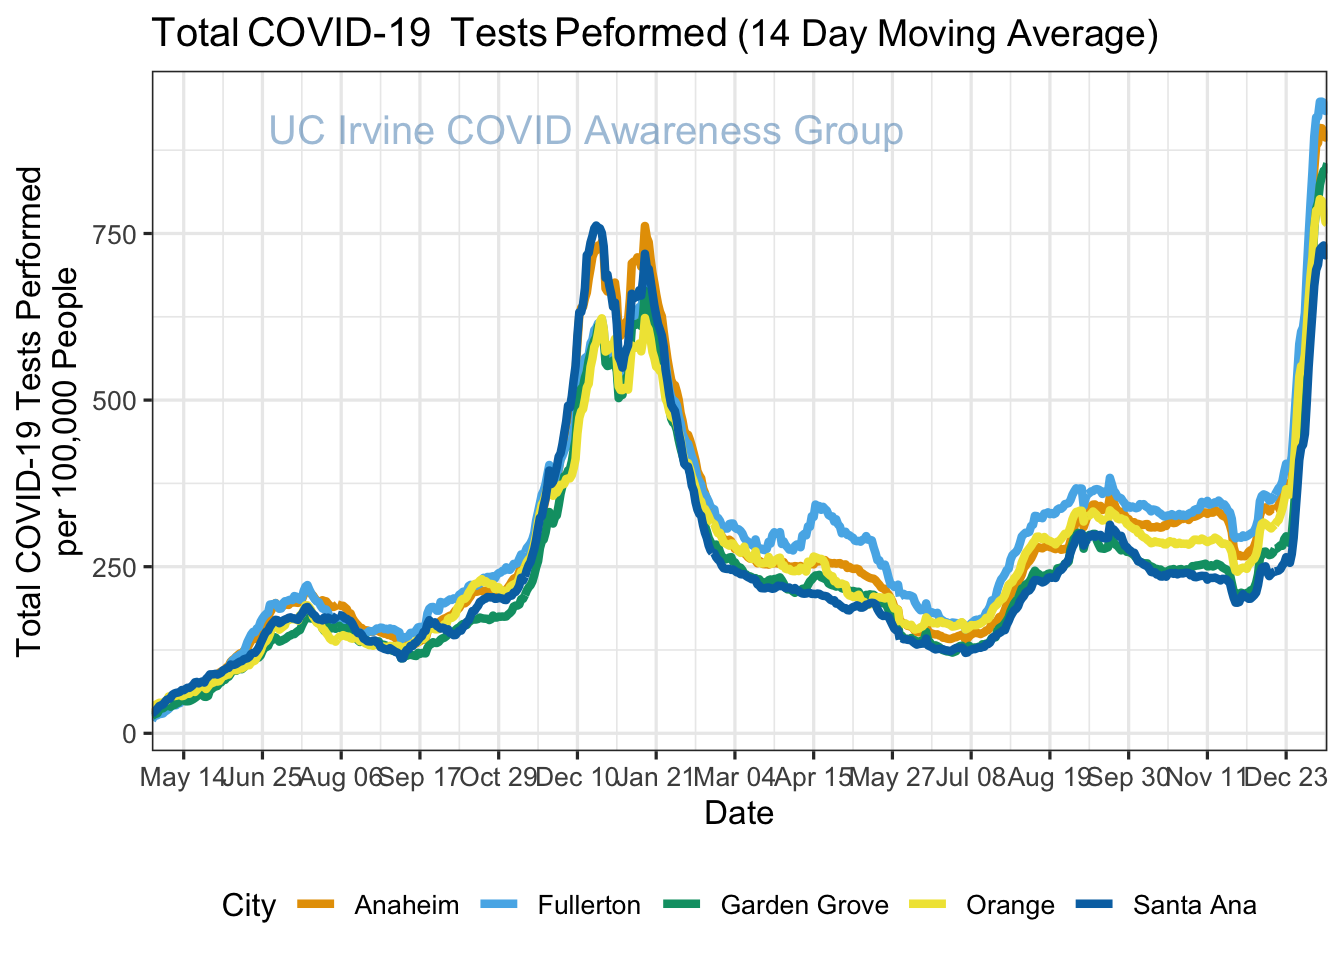 Total COVID-19 Tests Peformed (14 Day Moving Average)
UC Irvine COVID Awareness Group
Total COVID-19 Tests Performed
per 100,000 People
750
500
250
0
May 14 Jun 25 Aug 06 Sep 17 Oct 29 Dec 10 Jan 21 Mar 04 Apr 15 May 27 Jul 08 Aug 19 Sep 30 Nov 11 Dec 23
Date
City Anaheim Fullerton Garden Grove Orange Santa Ana